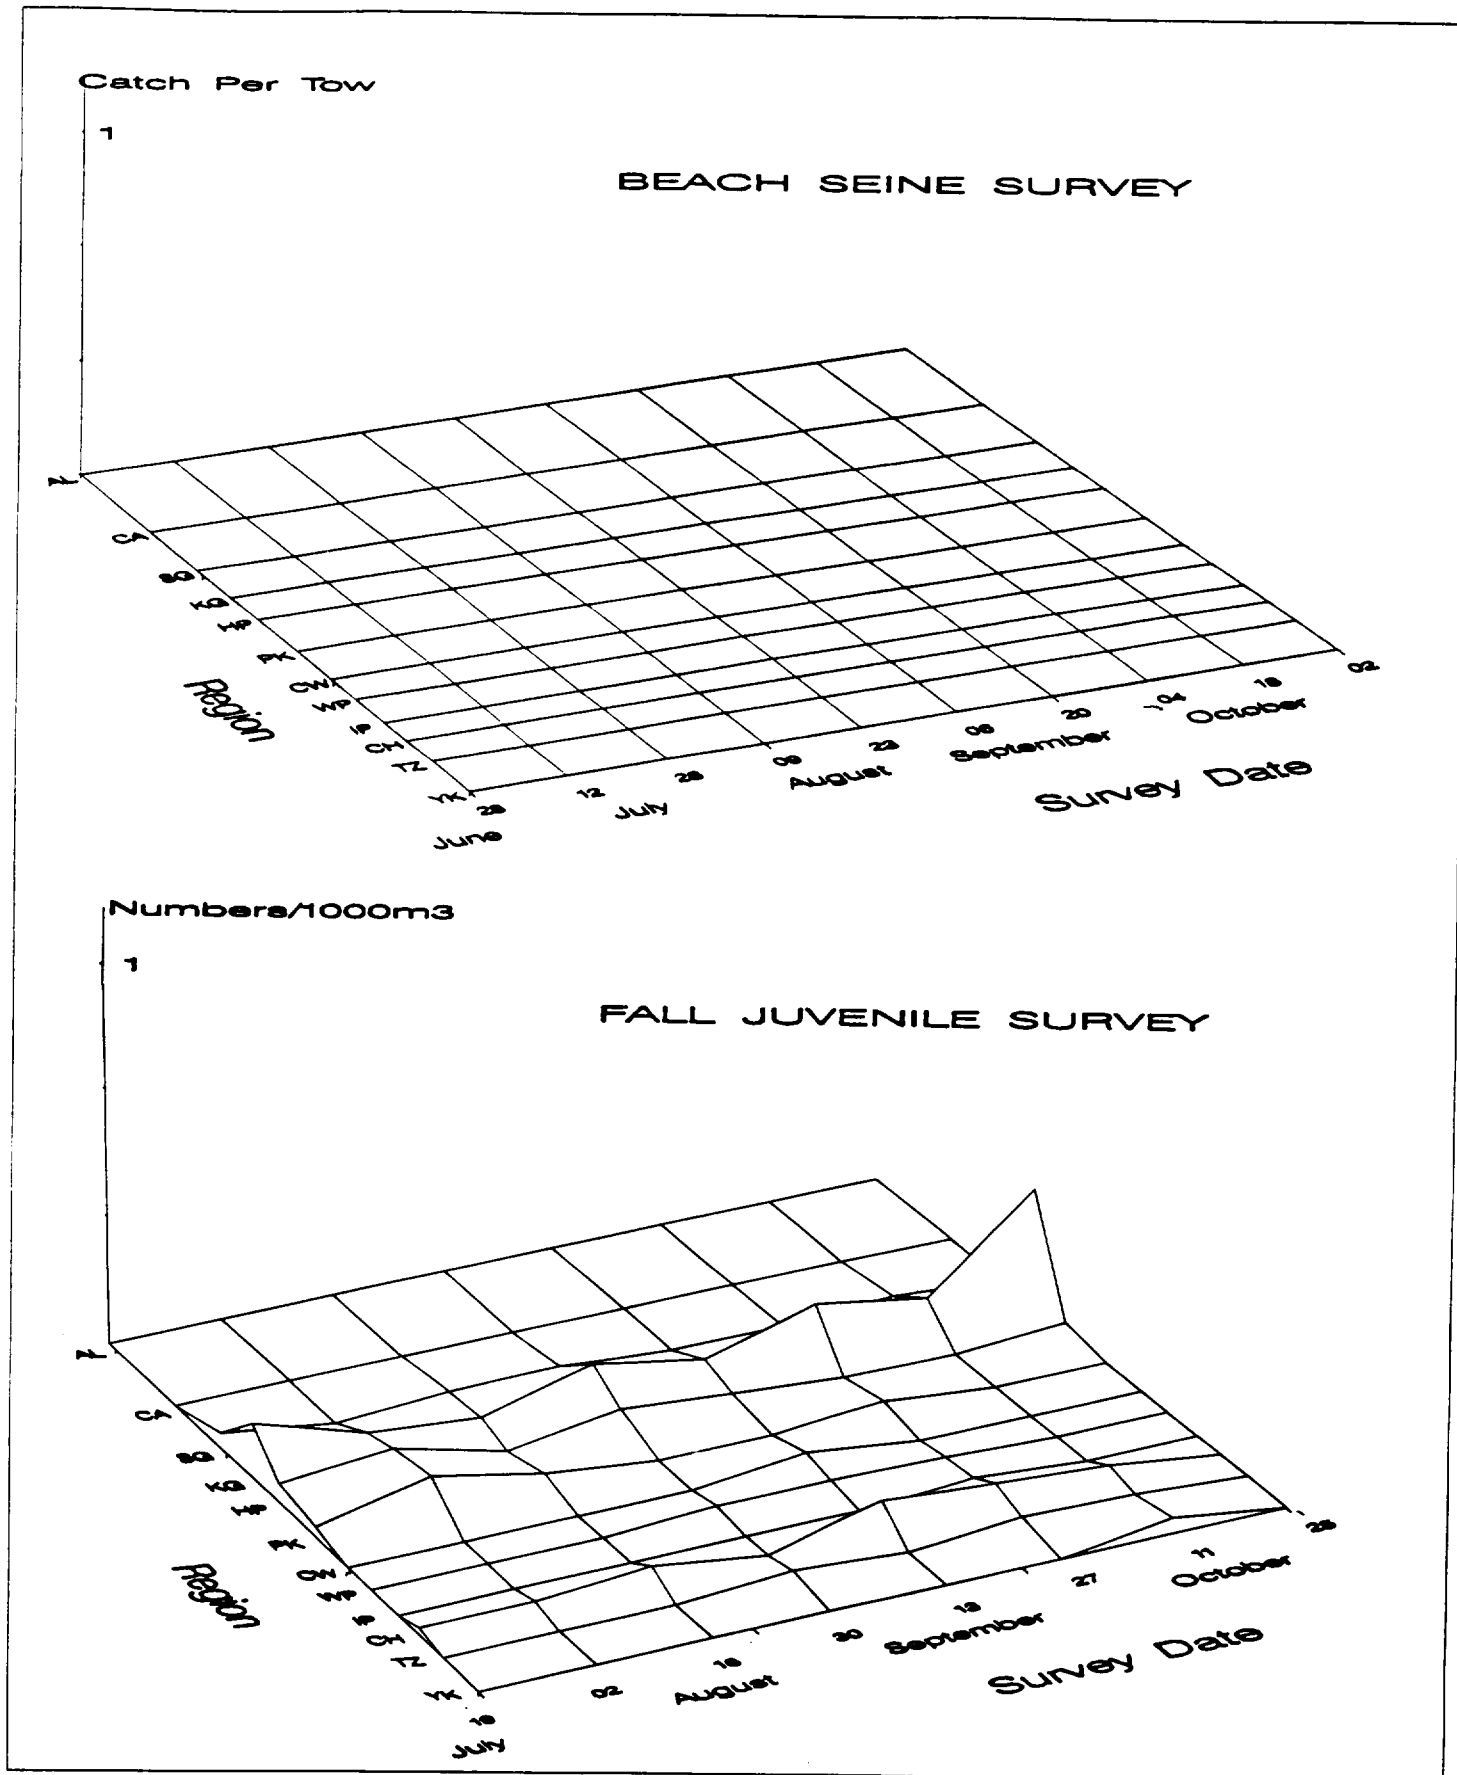 Catch Per Tow
1
BEACH SEINE SURVEY
CA
SG
KG
HP
PK
CW
WP
IP
CH
TZ
YK
Region
28
12
26
09
23
06
20
04
18
02
June
July
August
September
October
Survey Date
Numbers/1000m3
1
FALL JUVENILE SURVEY
CA
SG
KG
HP
PK
CW
WP
IP
CH
TZ
YK
Region
19
02
16
30
13
27
11
25
July
August
September
October
Survey Date